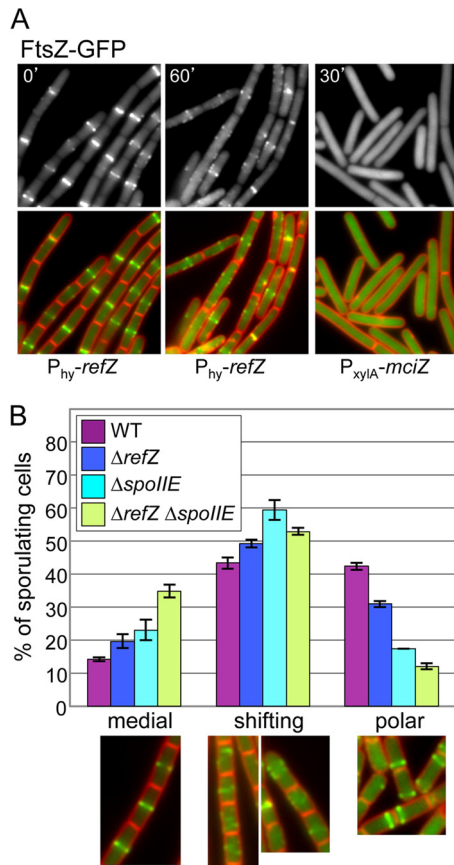 A
FtsZ-GFP
0’ 60’ 30’
Phy-refZ Phy-refZ PxylA-mciZ
B
WT
ΔrefZ
ΔspoIIE
ΔrefZ ΔspoIIE
% of sporulating cells
90
80
70
60
50
40
30
20
10
0
medial shifting polar